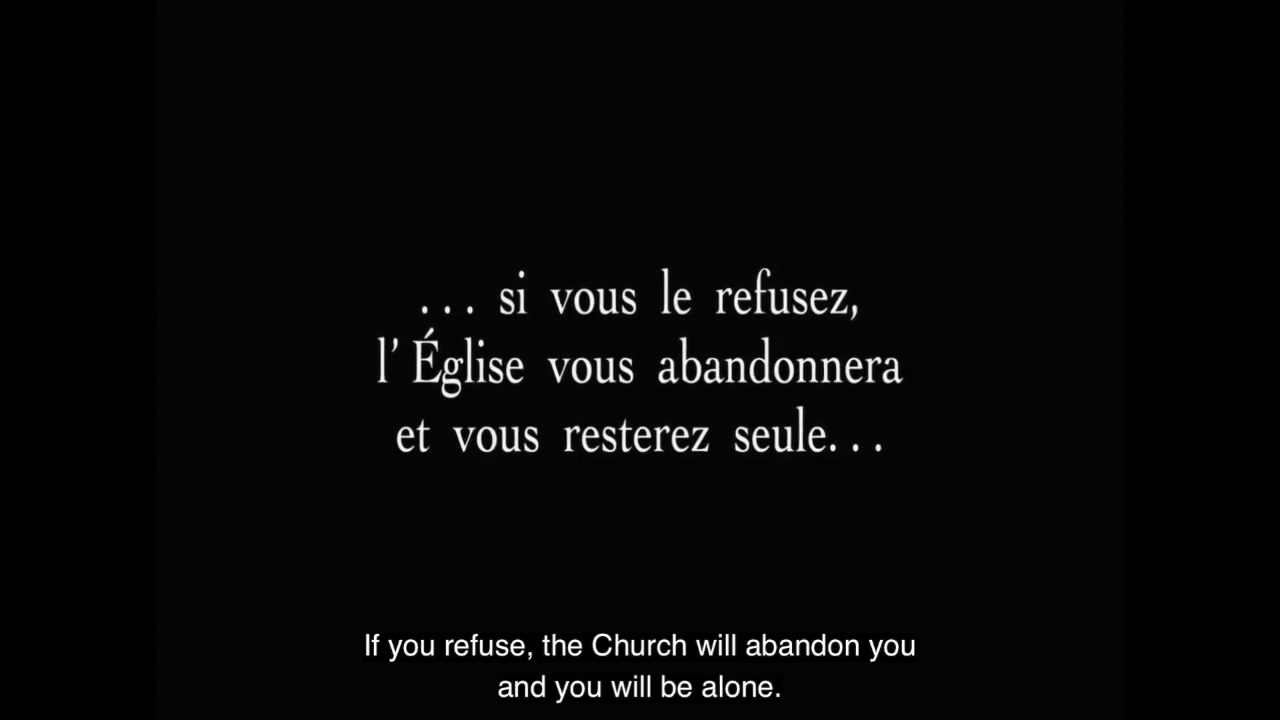 . . . si vous le refusez,
l’ Église vous abandonnera
et vous resterez seule. . .
If you refuse, the Church will abandon you
and you will be alone.